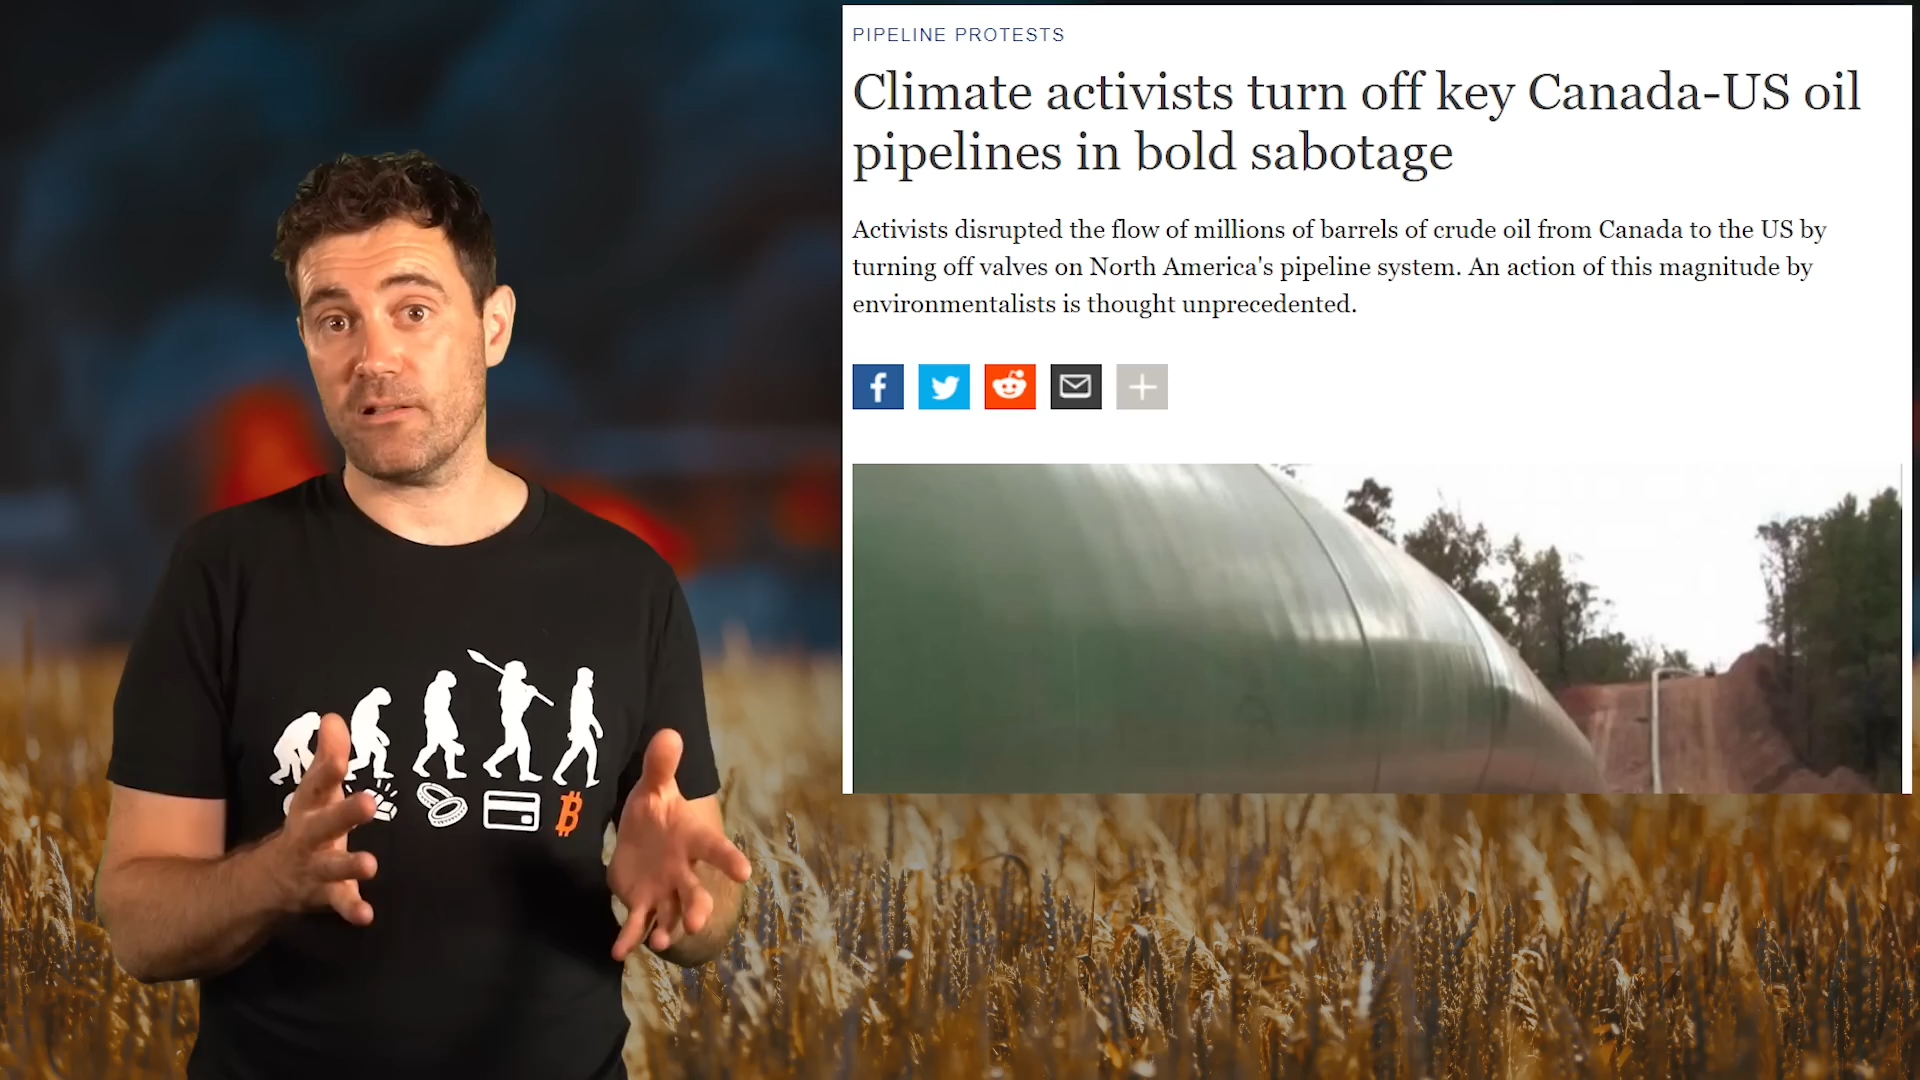 PIPELINE PROTESTS
Climate activists turn off key Canada-US oil
pipelines in bold sabotage
Activists disrupted the flow of millions of barrels of crude oil from Canada to the US by
turning off valves on North America's pipeline system. An action of this magnitude by
environmentalists is thought unprecedented.